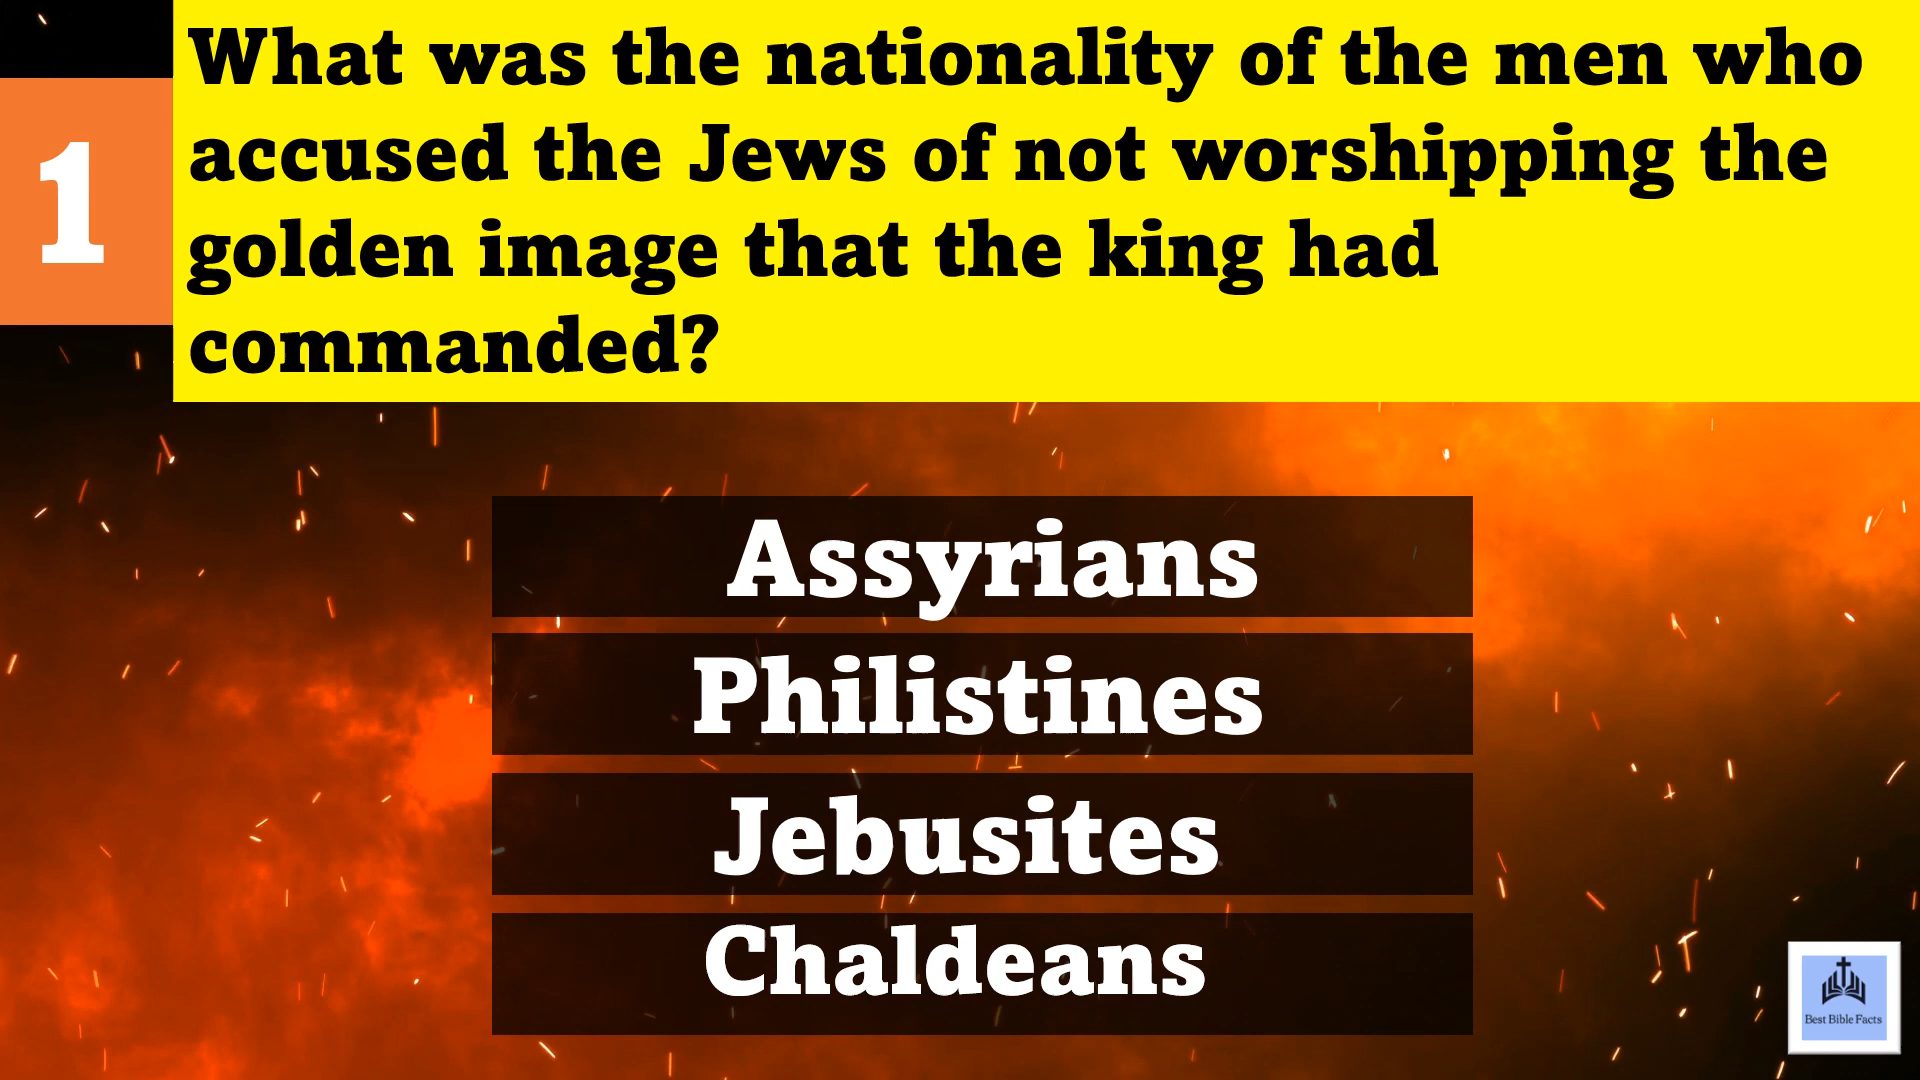 1
What was the nationality of the men who
accused the Jews of not worshipping the
golden image that the king had
commanded?
Assyrians
Philistines
Jebusites
Chaldeans
Best Bible Facts